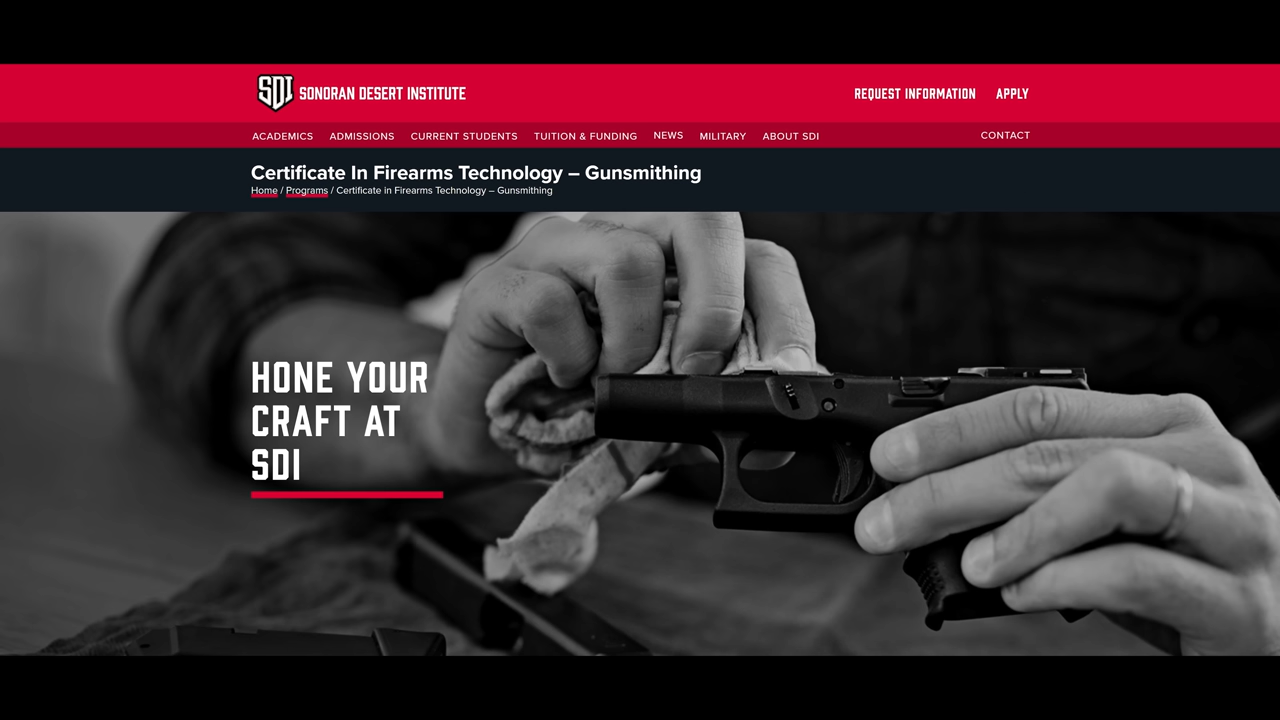 SDI SONORAN DESERT INSTITUTE
REQUEST INFORMATION APPLY
ACADEMICS ADMISSIONS CURRENT STUDENTS TUITION & FUNDING NEWS MILITARY ABOUT SDI CONTACT
Certificate In Firearms Technology – Gunsmithing
Home / Programs / Certificate in Firearms Technology – Gunsmithing
HONE YOUR
CRAFT AT
SDI